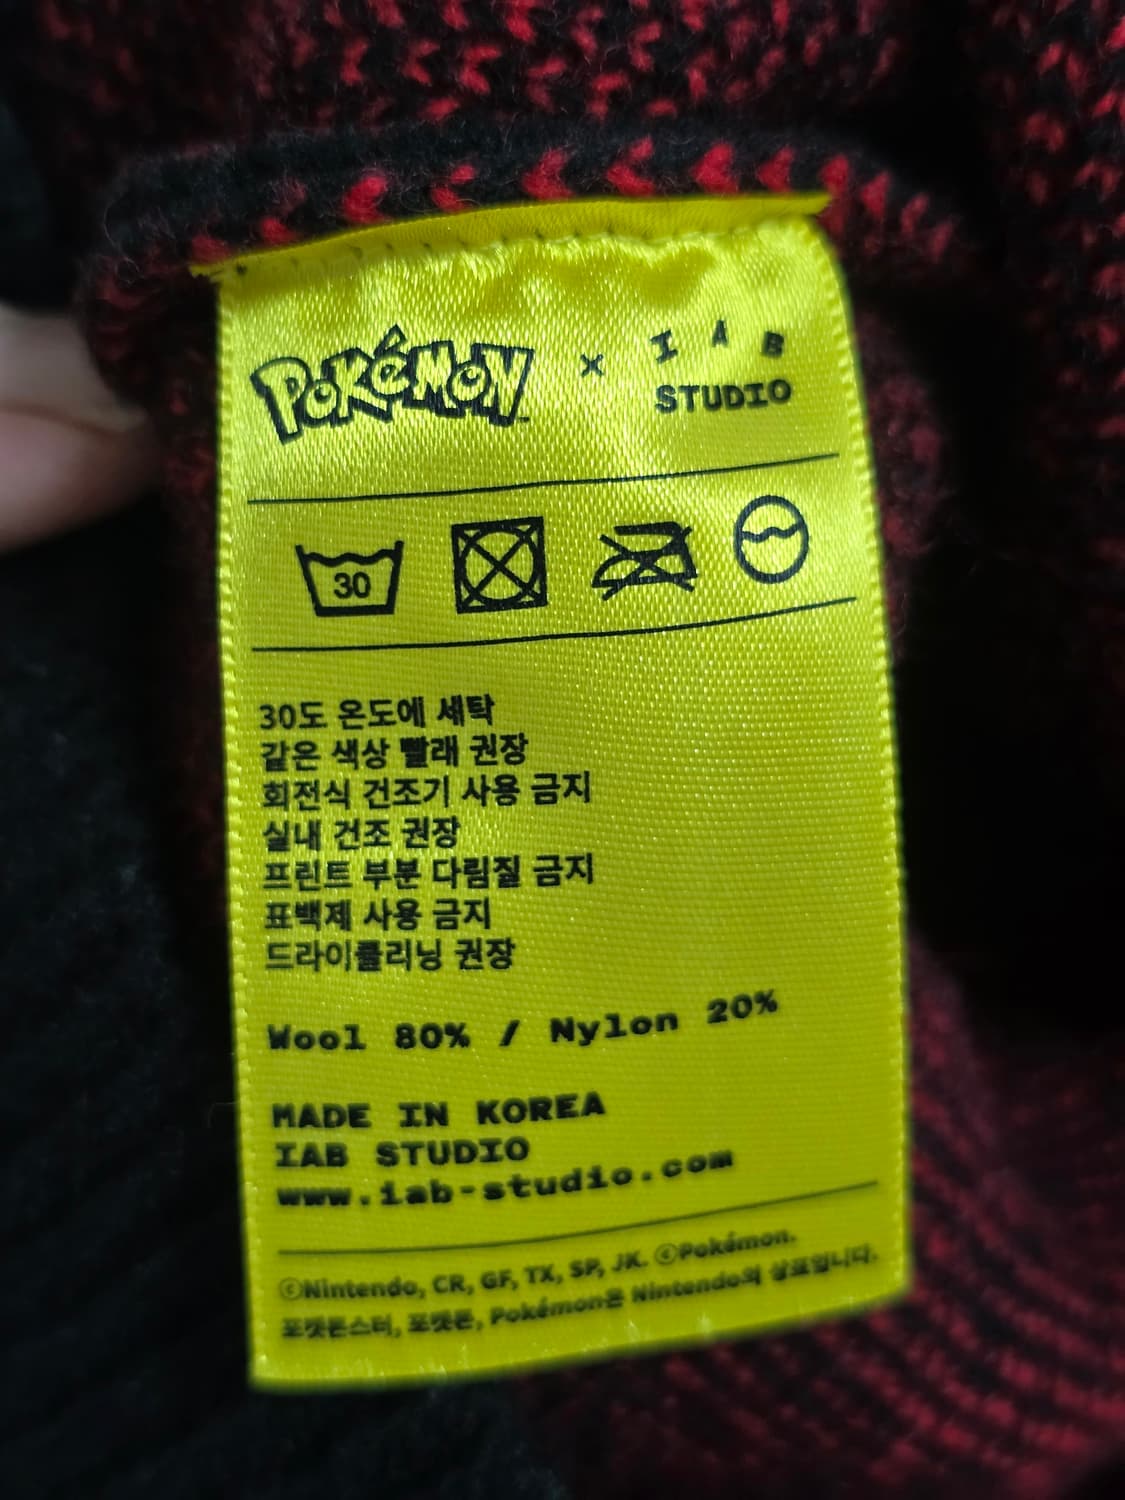 Pokémon × IAB STUDIO
30
30도 온도에 세탁
같은 색상 빨래 권장
회전식 건조기 사용 금지
실내 건조 권장
프린트 부분 다림질 금지
표백제 사용 금지
드라이클리닝 권장
Wool 80% / Nylon 20%
MADE IN KOREA
IAB STUDIO
www.iab-studio.com
ⓒNintendo, CR, GF, TX, SP, JK. ⓒPokémon.
포켓몬스터, 포켓몬, Pokémon은 Nintendo의 상표입니다.